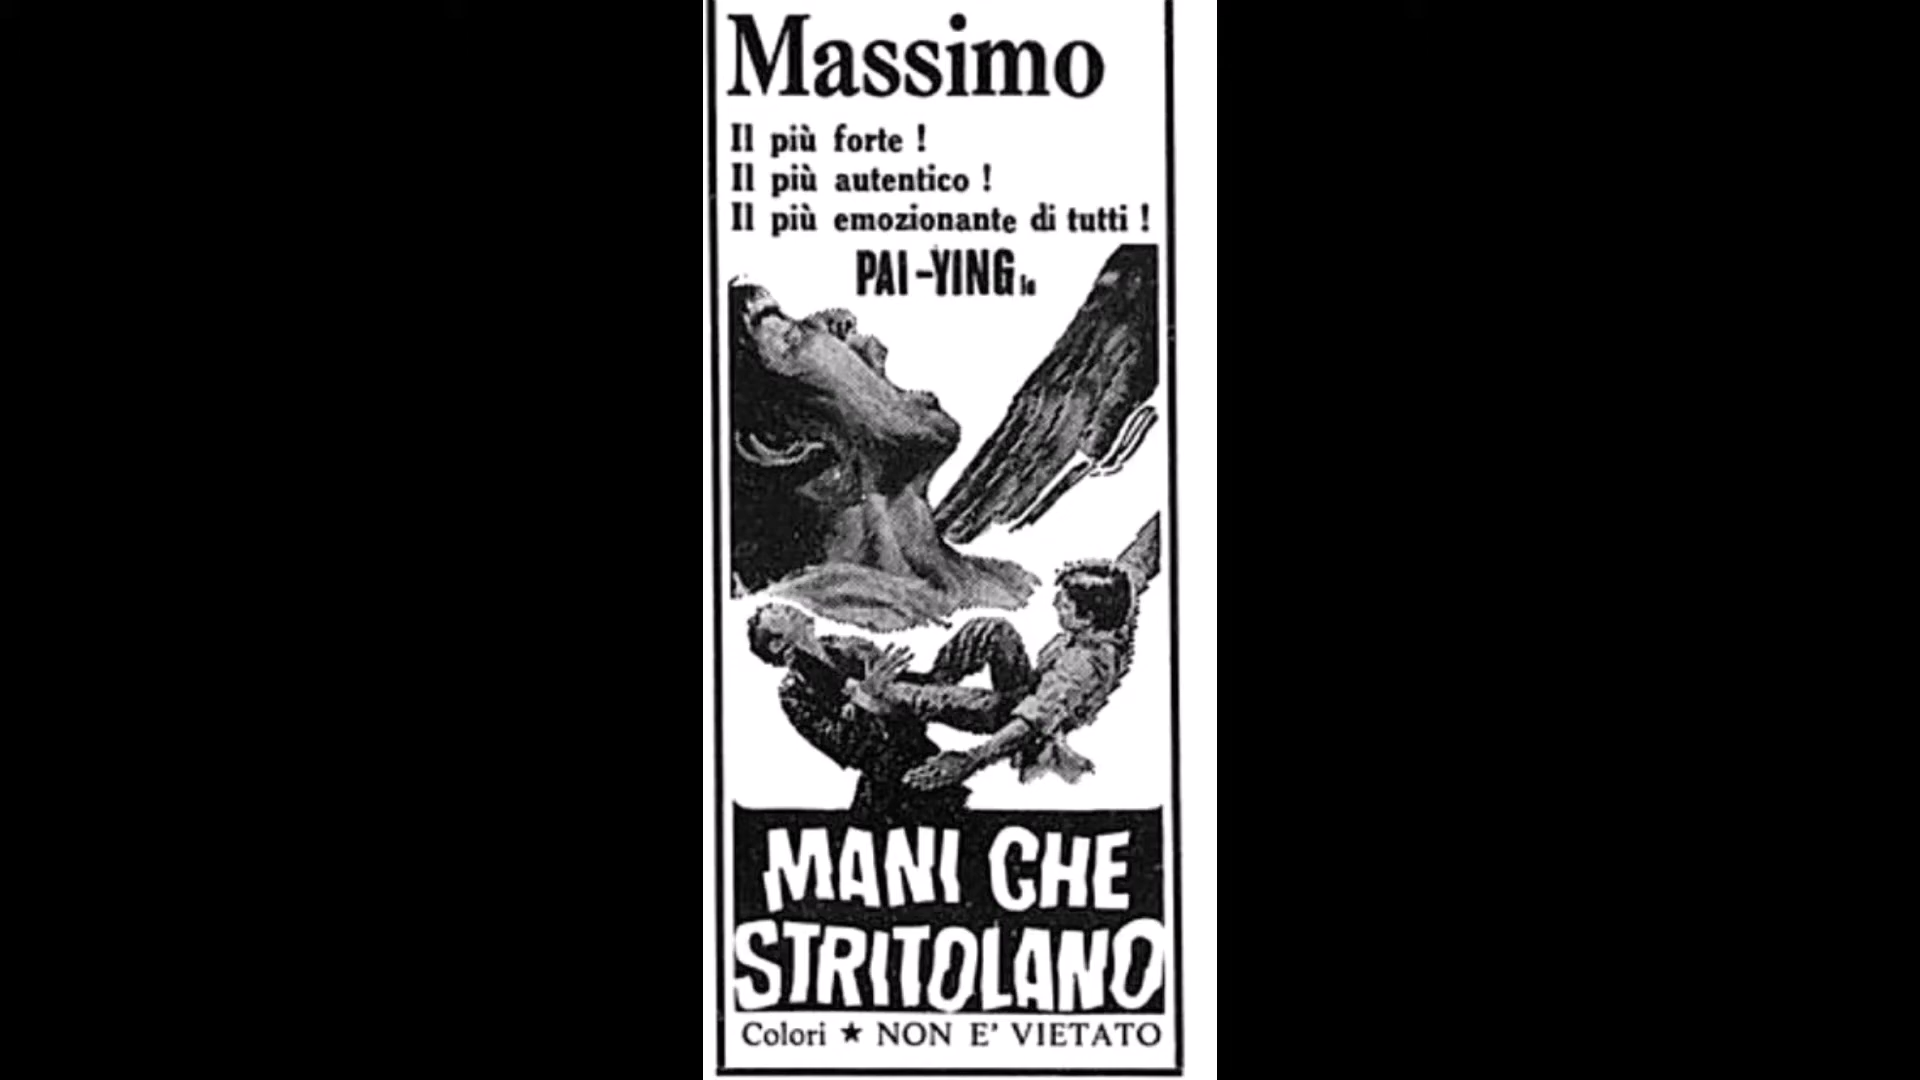 Massimo
Il più forte !
Il più autentico !
Il più emozionante di tutti !
PAI-YING in
MANI CHE
STRITOLANO
Colori ★ NON E' VIETATO